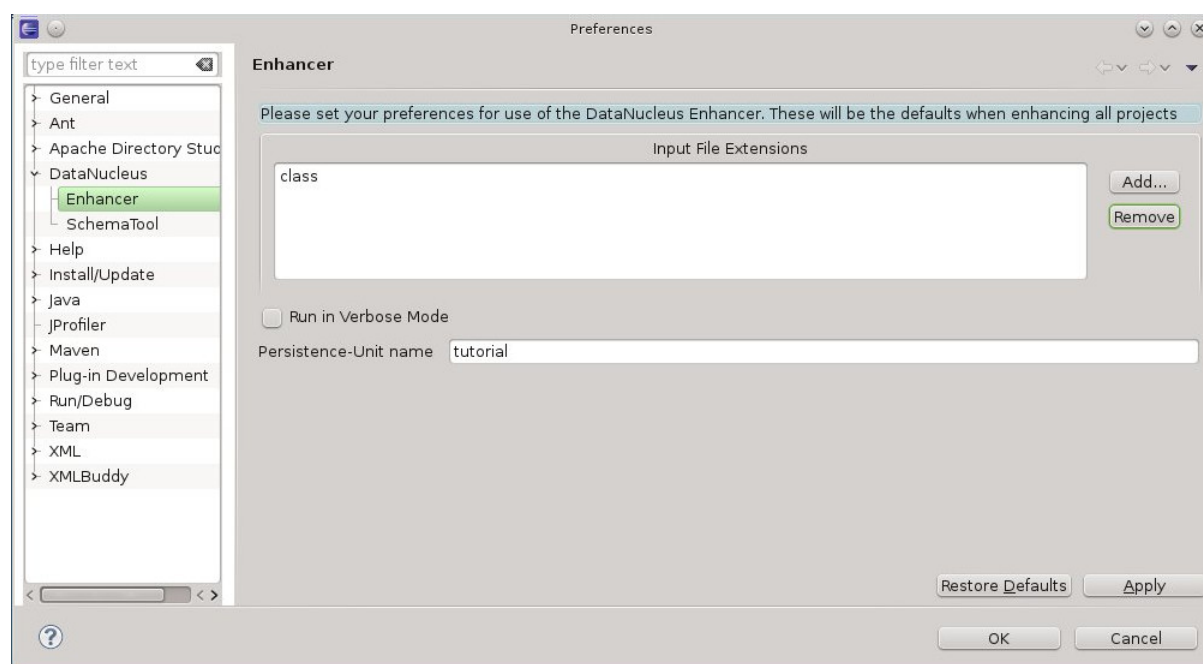 Preferences
type filter text
Enhancer
General
Ant
Apache Directory Stud
DataNucleus
Enhancer
SchemaTool
Help
Install/Update
Java
JProfiler
Maven
Plug-in Development
Run/Debug
Team
XML
XMLBuddy
Please set your preferences for use of the DataNucleus Enhancer. These will be the defaults when enhancing all projects
Input File Extensions
class
Add...
Remove
Run in Verbose Mode
Persistence-Unit name tutorial
Restore Defaults Apply
? OK Cancel